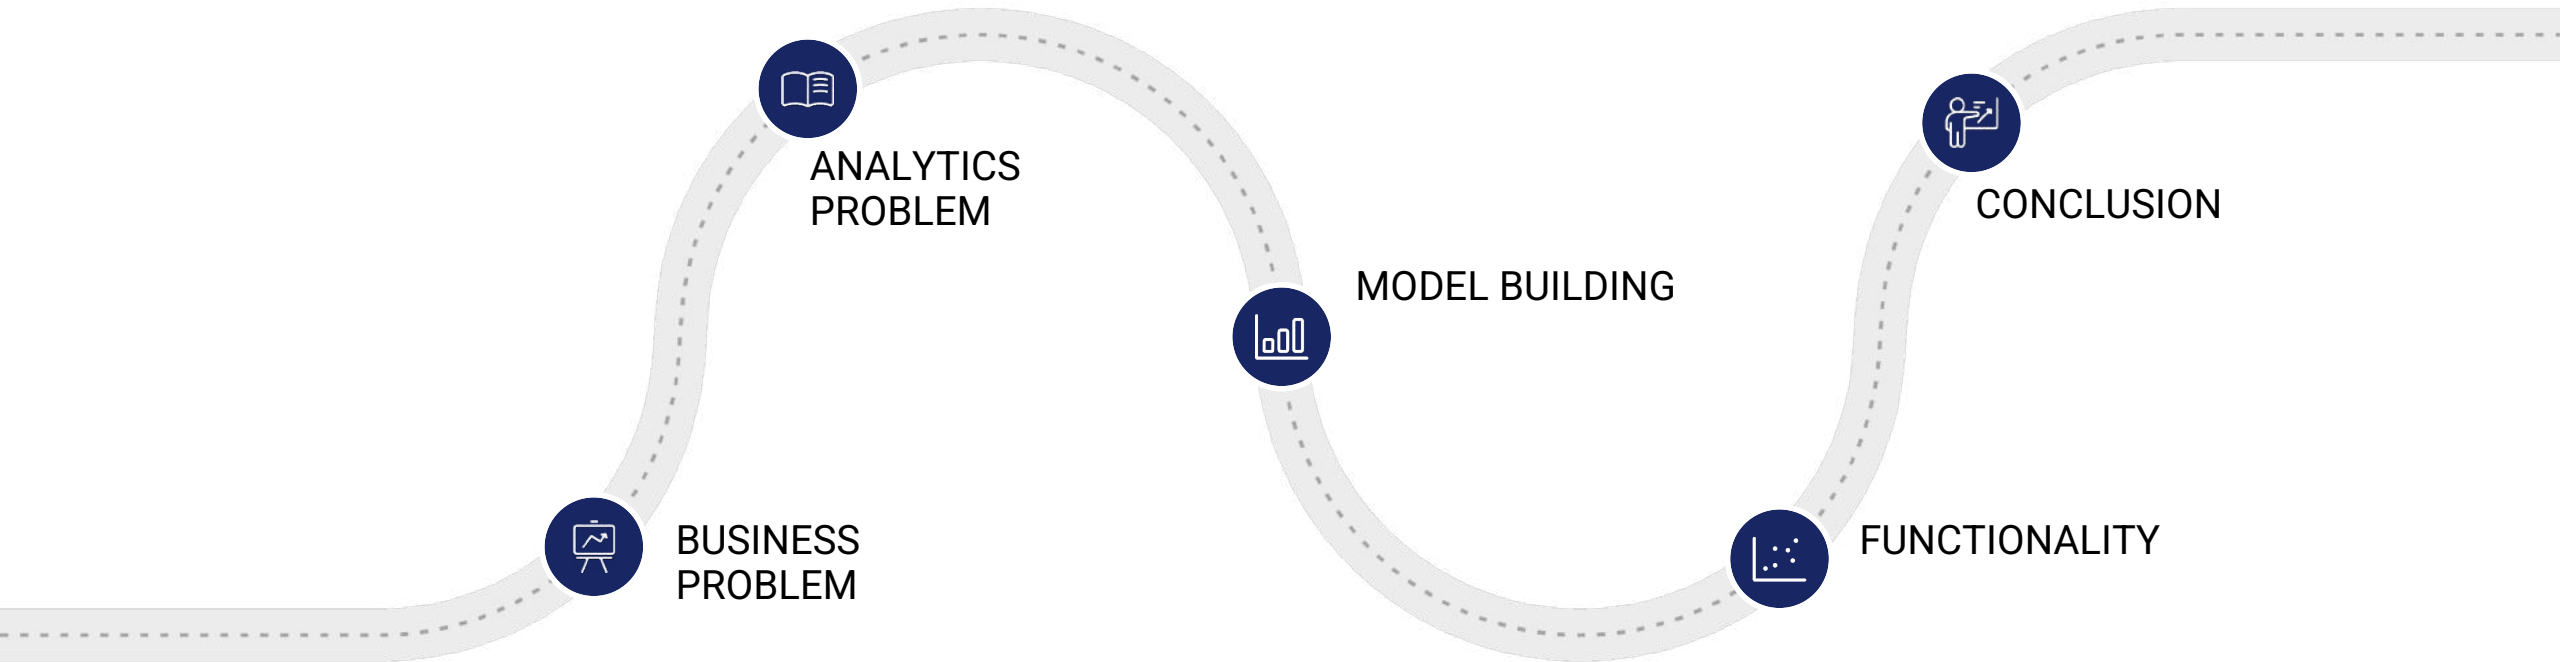 BUSINESS
PROBLEM
ANALYTICS
PROBLEM
MODEL BUILDING
FUNCTIONALITY
CONCLUSION